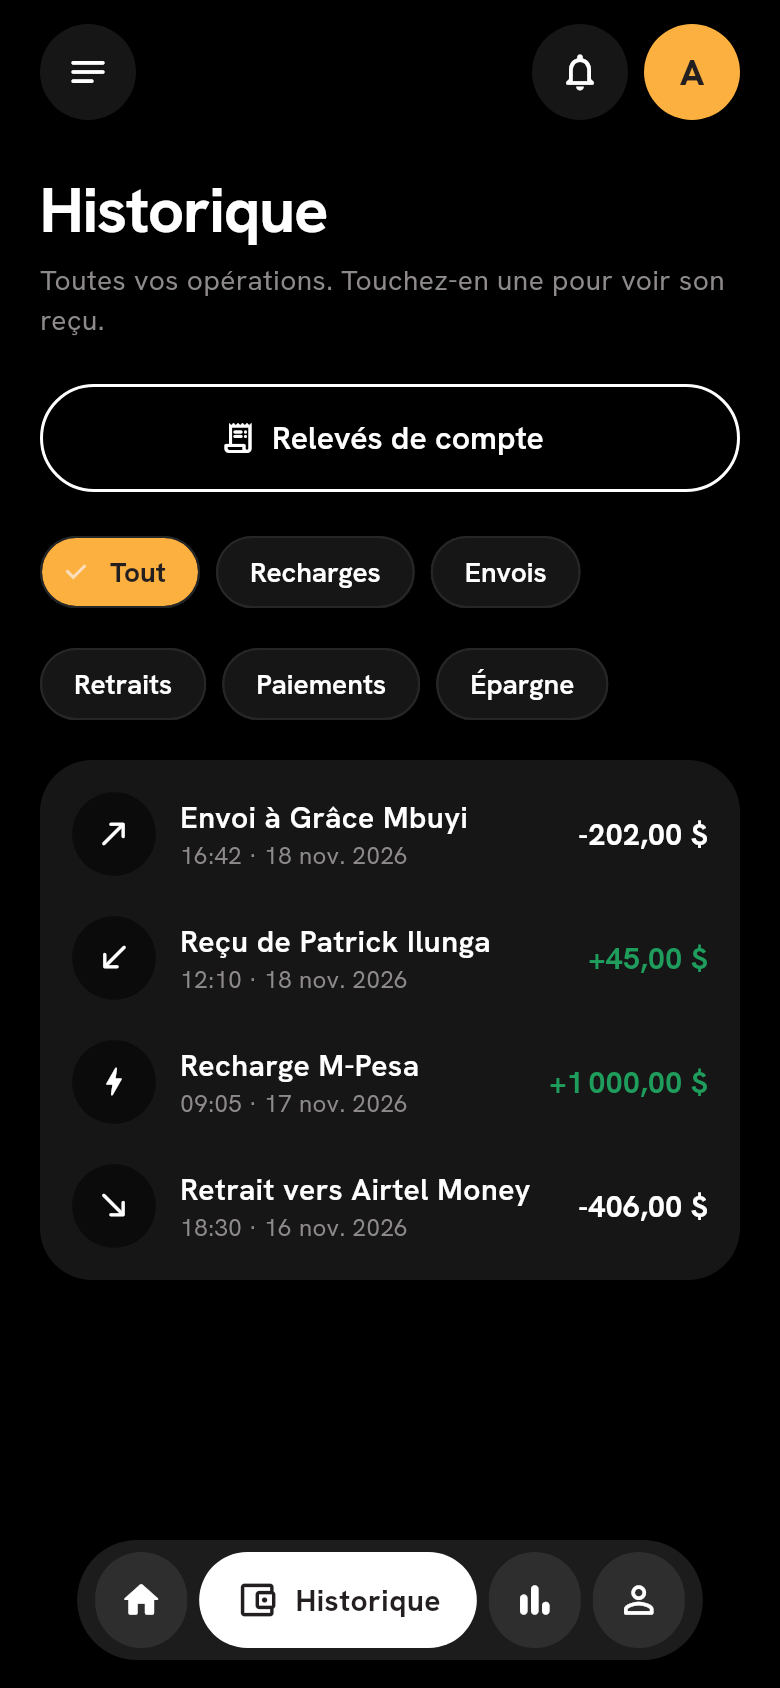 A
Historique
Toutes vos opérations. Touchez-en une pour voir son
reçu.
Relevés de compte
Tout
Recharges
Envois
Retraits
Paiements
Épargne
Envoi à Grâce Mbuyi
-202,00 $
16:42 · 18 nov. 2026
Reçu de Patrick Ilunga
+45,00 $
12:10 · 18 nov. 2026
Recharge M-Pesa
+1 000,00 $
09:05 · 17 nov. 2026
Retrait vers Airtel Money
-406,00 $
18:30 · 16 nov. 2026
Historique